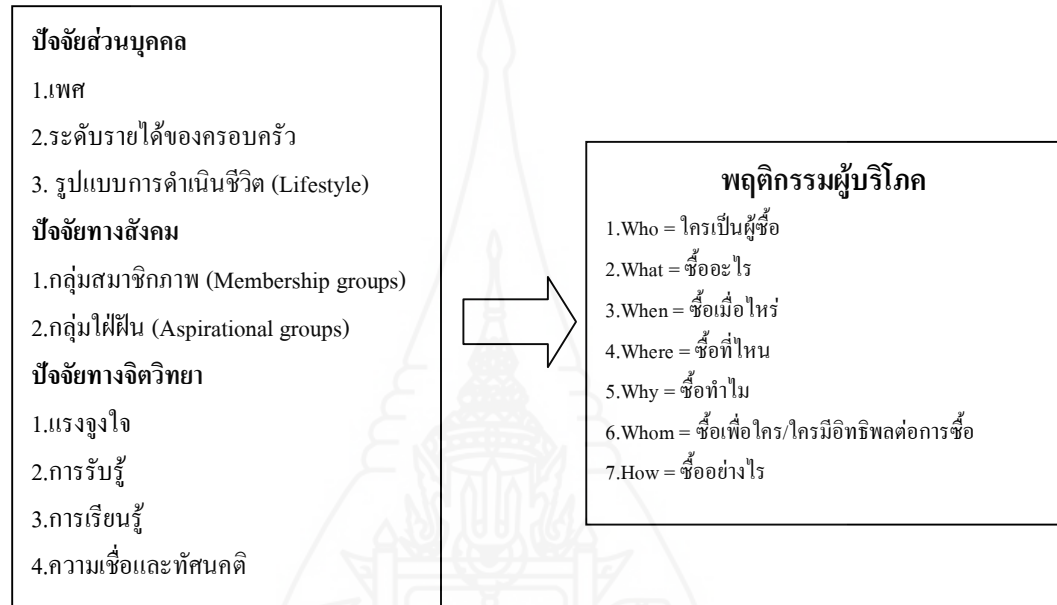 ปัจจัยส่วนบุคคล
1.เพศ
2.ระดับรายได้ของครอบครัว
3. รูปแบบการดำเนินชีวิต (Lifestyle)
ปัจจัยทางสังคม
1.กลุ่มสมาชิกภาพ (Membership groups)
2.กลุ่มใฝ่ฝัน (Aspirational groups)
ปัจจัยทางจิตวิทยา
1.แรงจูงใจ
2.การรับรู้
3.การเรียนรู้
4.ความเชื่อและทัศนคติ
พฤติกรรมผู้บริโภค
1.Who = ใครเป็นผู้ซื้อ
2.What = ซื้ออะไร
3.When = ซื้อเมื่อไหร่
4.Where = ซื้อที่ไหน
5.Why = ซื้อทำไม
6.Whom = ซื้อเพื่อใคร/ใครมีอิทธิพลต่อการซื้อ
7.How = ซื้ออย่างไร